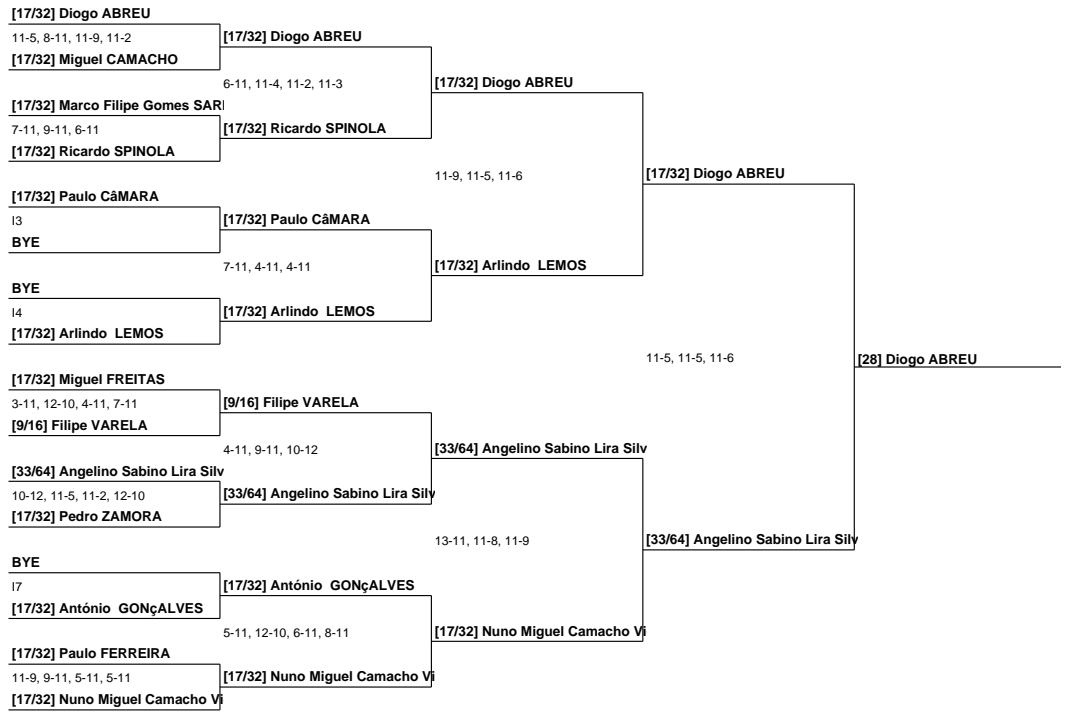 [17/32] Diogo ABREU
11-5, 8-11, 11-9, 11-2
[17/32] Miguel CAMACHO
[17/32] Marco Filipe Gomes SAR
7-11, 9-11, 6-11
[17/32] Ricardo SPINOLA
[17/32] Paulo CâMARA
I3
BYE
BYE
I4
[17/32] Arlindo LEMOS
[17/32] Miguel FREITAS
3-11, 12-10, 4-11, 7-11
[9/16] Filipe VARELA
[33/64] Angelino Sabino Lira Silv
10-12, 11-5, 11-2, 12-10
[17/32] Pedro ZAMORA
BYE
I7
[17/32] António GONçALVES
[17/32] Paulo FERREIRA
11-9, 9-11, 5-11, 5-11
[17/32] Nuno Miguel Camacho Vi
[17/32] Diogo ABREU
6-11, 11-4, 11-2, 11-3
[17/32] Ricardo SPINOLA
[17/32] Paulo CâMARA
7-11, 4-11, 4-11
[17/32] Arlindo LEMOS
[9/16] Filipe VARELA
4-11, 9-11, 10-12
[33/64] Angelino Sabino Lira Silv
[17/32] António GONçALVES
5-11, 12-10, 6-11, 8-11
[17/32] Nuno Miguel Camacho Vi
[17/32] Diogo ABREU
11-9, 11-5, 11-6
[17/32] Arlindo LEMOS
[33/64] Angelino Sabino Lira Silv
13-11, 11-8, 11-9
[17/32] Nuno Miguel Camacho Vi
[17/32] Diogo ABREU
11-5, 11-5, 11-6
[33/64] Angelino Sabino Lira Silv
[28] Diogo ABREU